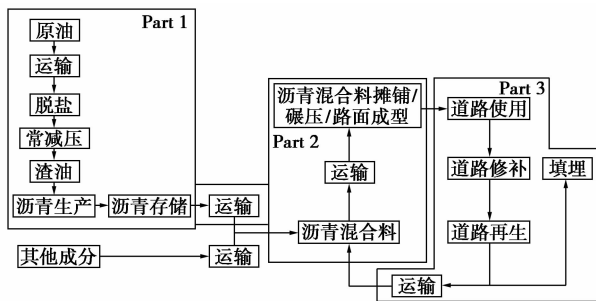 Part 1
原油
运输
脱盐
常减压
渣油
沥青生产
沥青存储
运输
其他成分
运输
沥青混合料摊铺/
碾压/路面成型
Part 2
运输
沥青混合料
Part 3
道路使用
道路修补
填埋
道路再生
运输